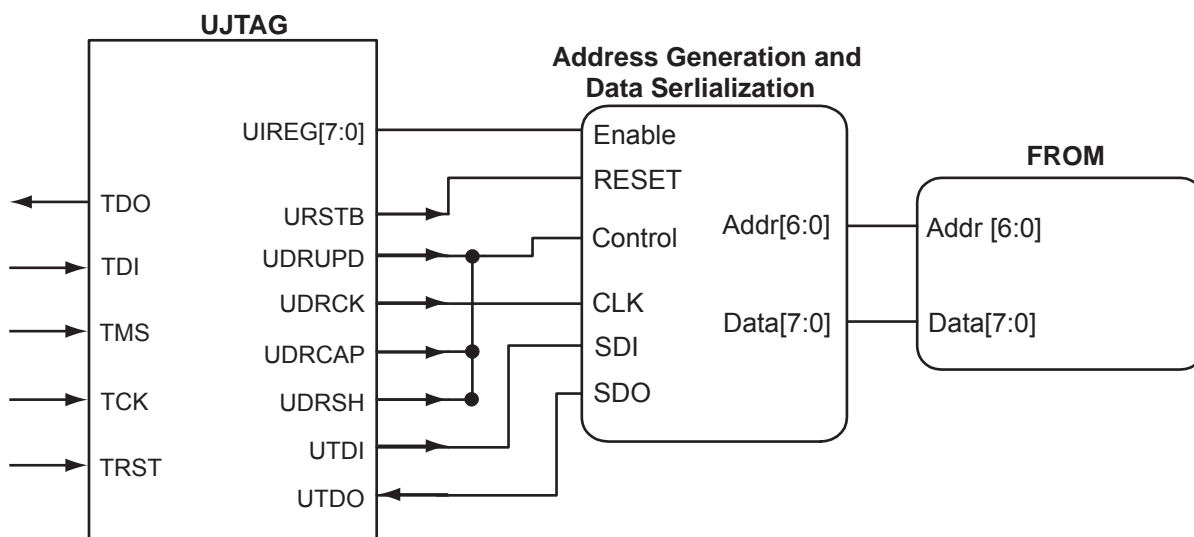 UJTAG
Address Generation and
Data Serlialization
FROM
TDO
TDI
TMS
TCK
TRST
UIREG[7:0]
URSTB
UDRUPD
UDRCK
UDRCAP
UDRSH
UTDI
UTDO
Enable
RESET
Control
CLK
SDI
SDO
Addr[6:0]
Data[7:0]
Addr [6:0]
Data[7:0]